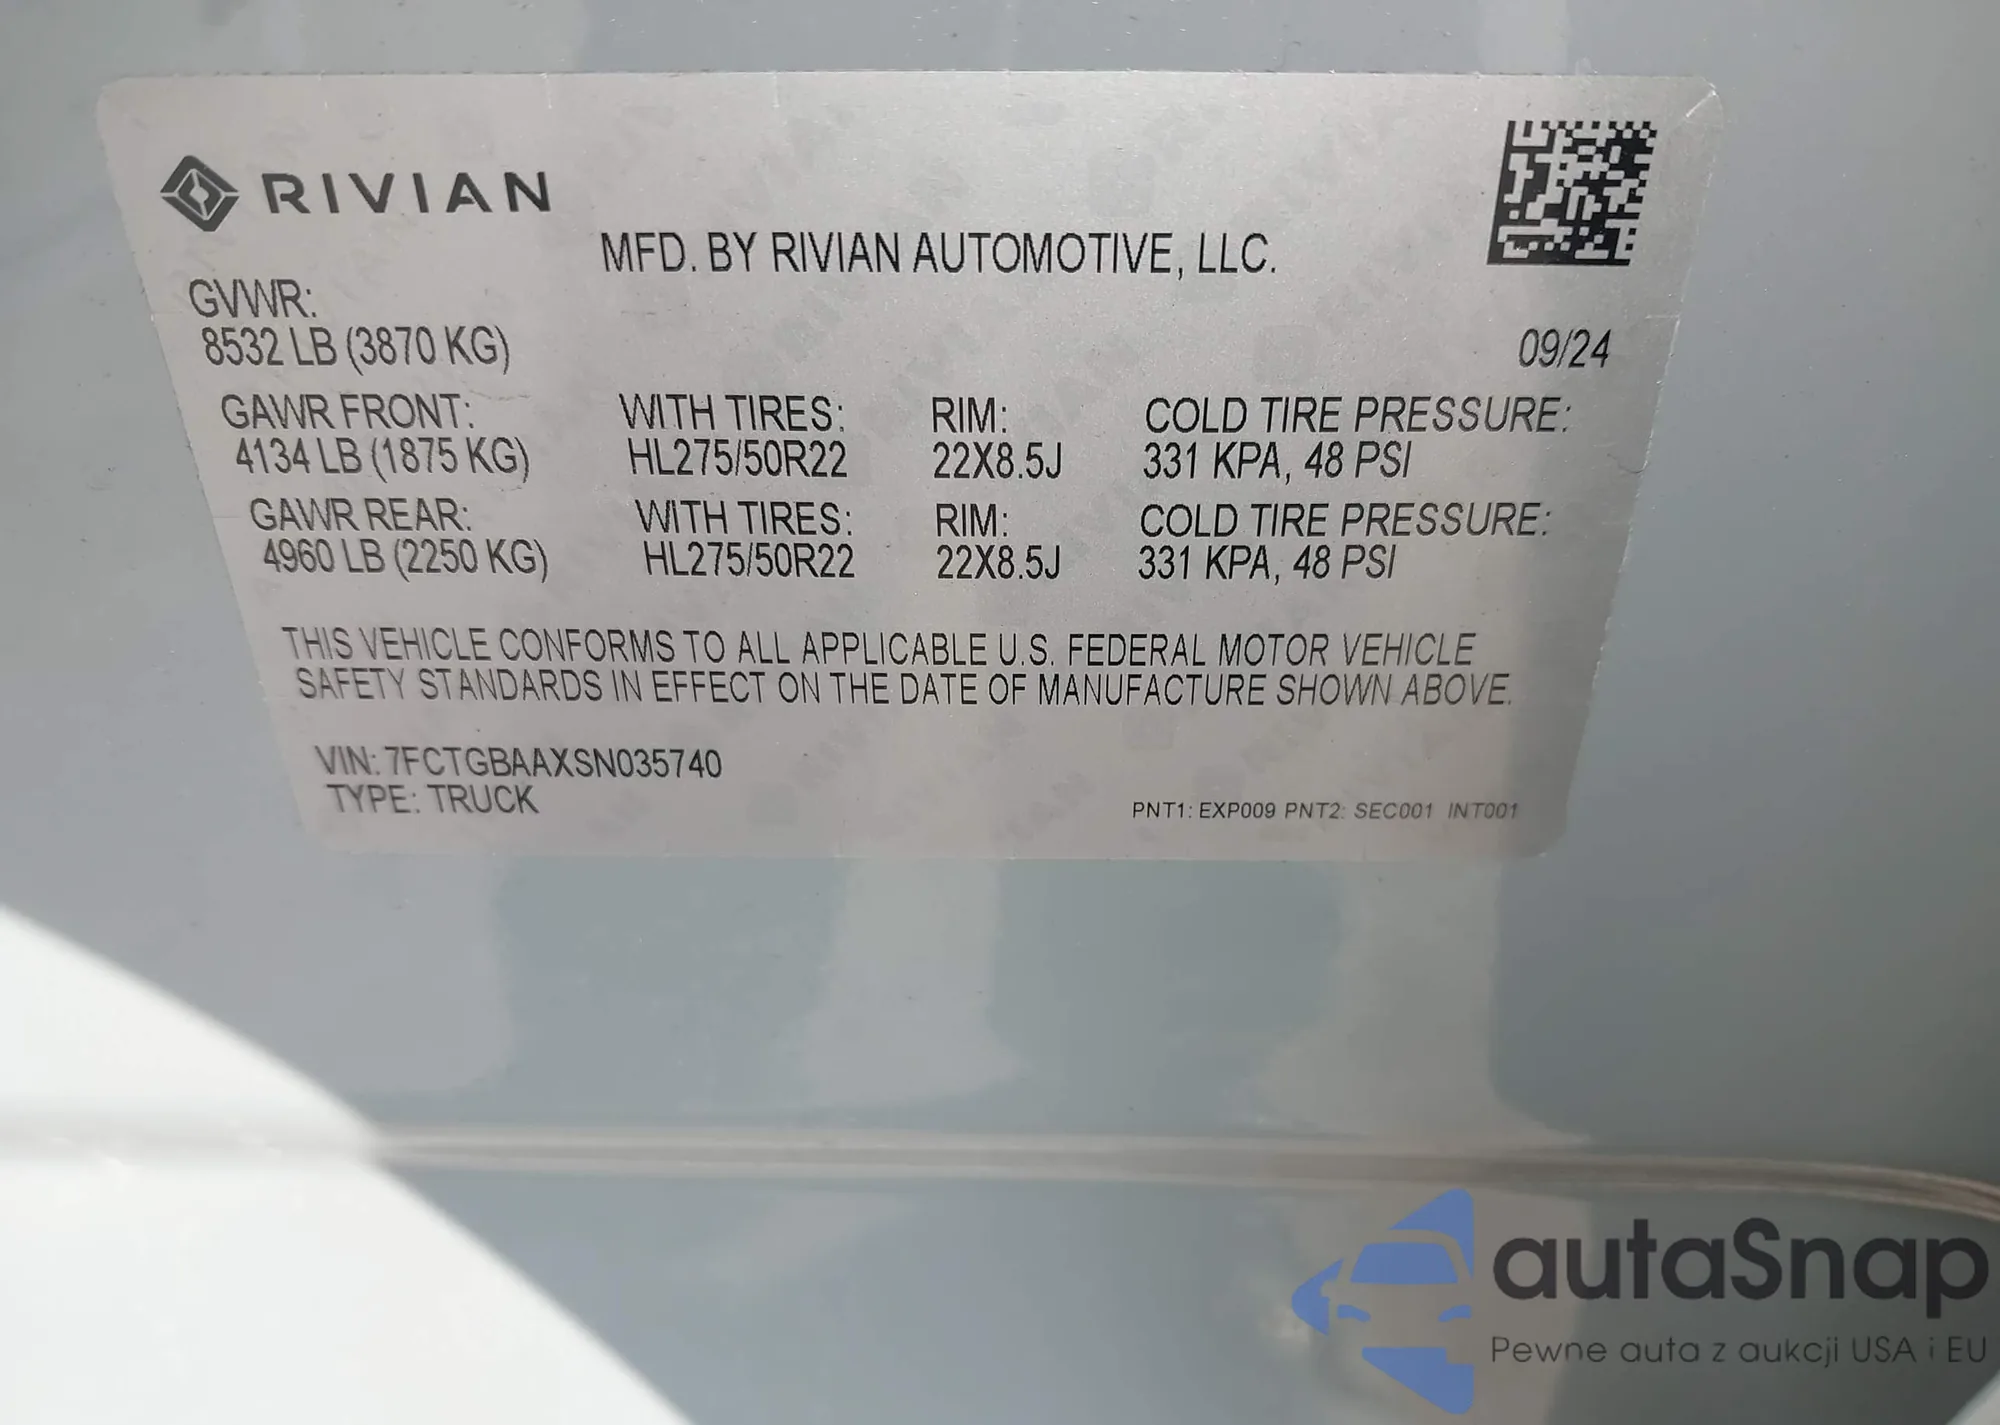 RIVIAN
MFD. BY RIVIAN AUTOMOTIVE, LLC.
GVWR:
8532 LB (3870 KG)
09/24
GAWR FRONT: WITH TIRES: RIM: COLD TIRE PRESSURE:
4134 LB (1875 KG) HL275/50R22 22X8.5J 331 KPA, 48 PSI
GAWR REAR: WITH TIRES: RIM: COLD TIRE PRESSURE:
4960 LB (2250 KG) HL275/50R22 22X8.5J 331 KPA, 48 PSI
THIS VEHICLE CONFORMS TO ALL APPLICABLE U.S. FEDERAL MOTOR VEHICLE
SAFETY STANDARDS IN EFFECT ON THE DATE OF MANUFACTURE SHOWN ABOVE.
VIN: 7FCTGBAAXSN035740
TYPE: TRUCK
PNT1: EXP009 PNT2: SEC001 INT001
autaSnap
Pewne auta z aukcji USA i EU